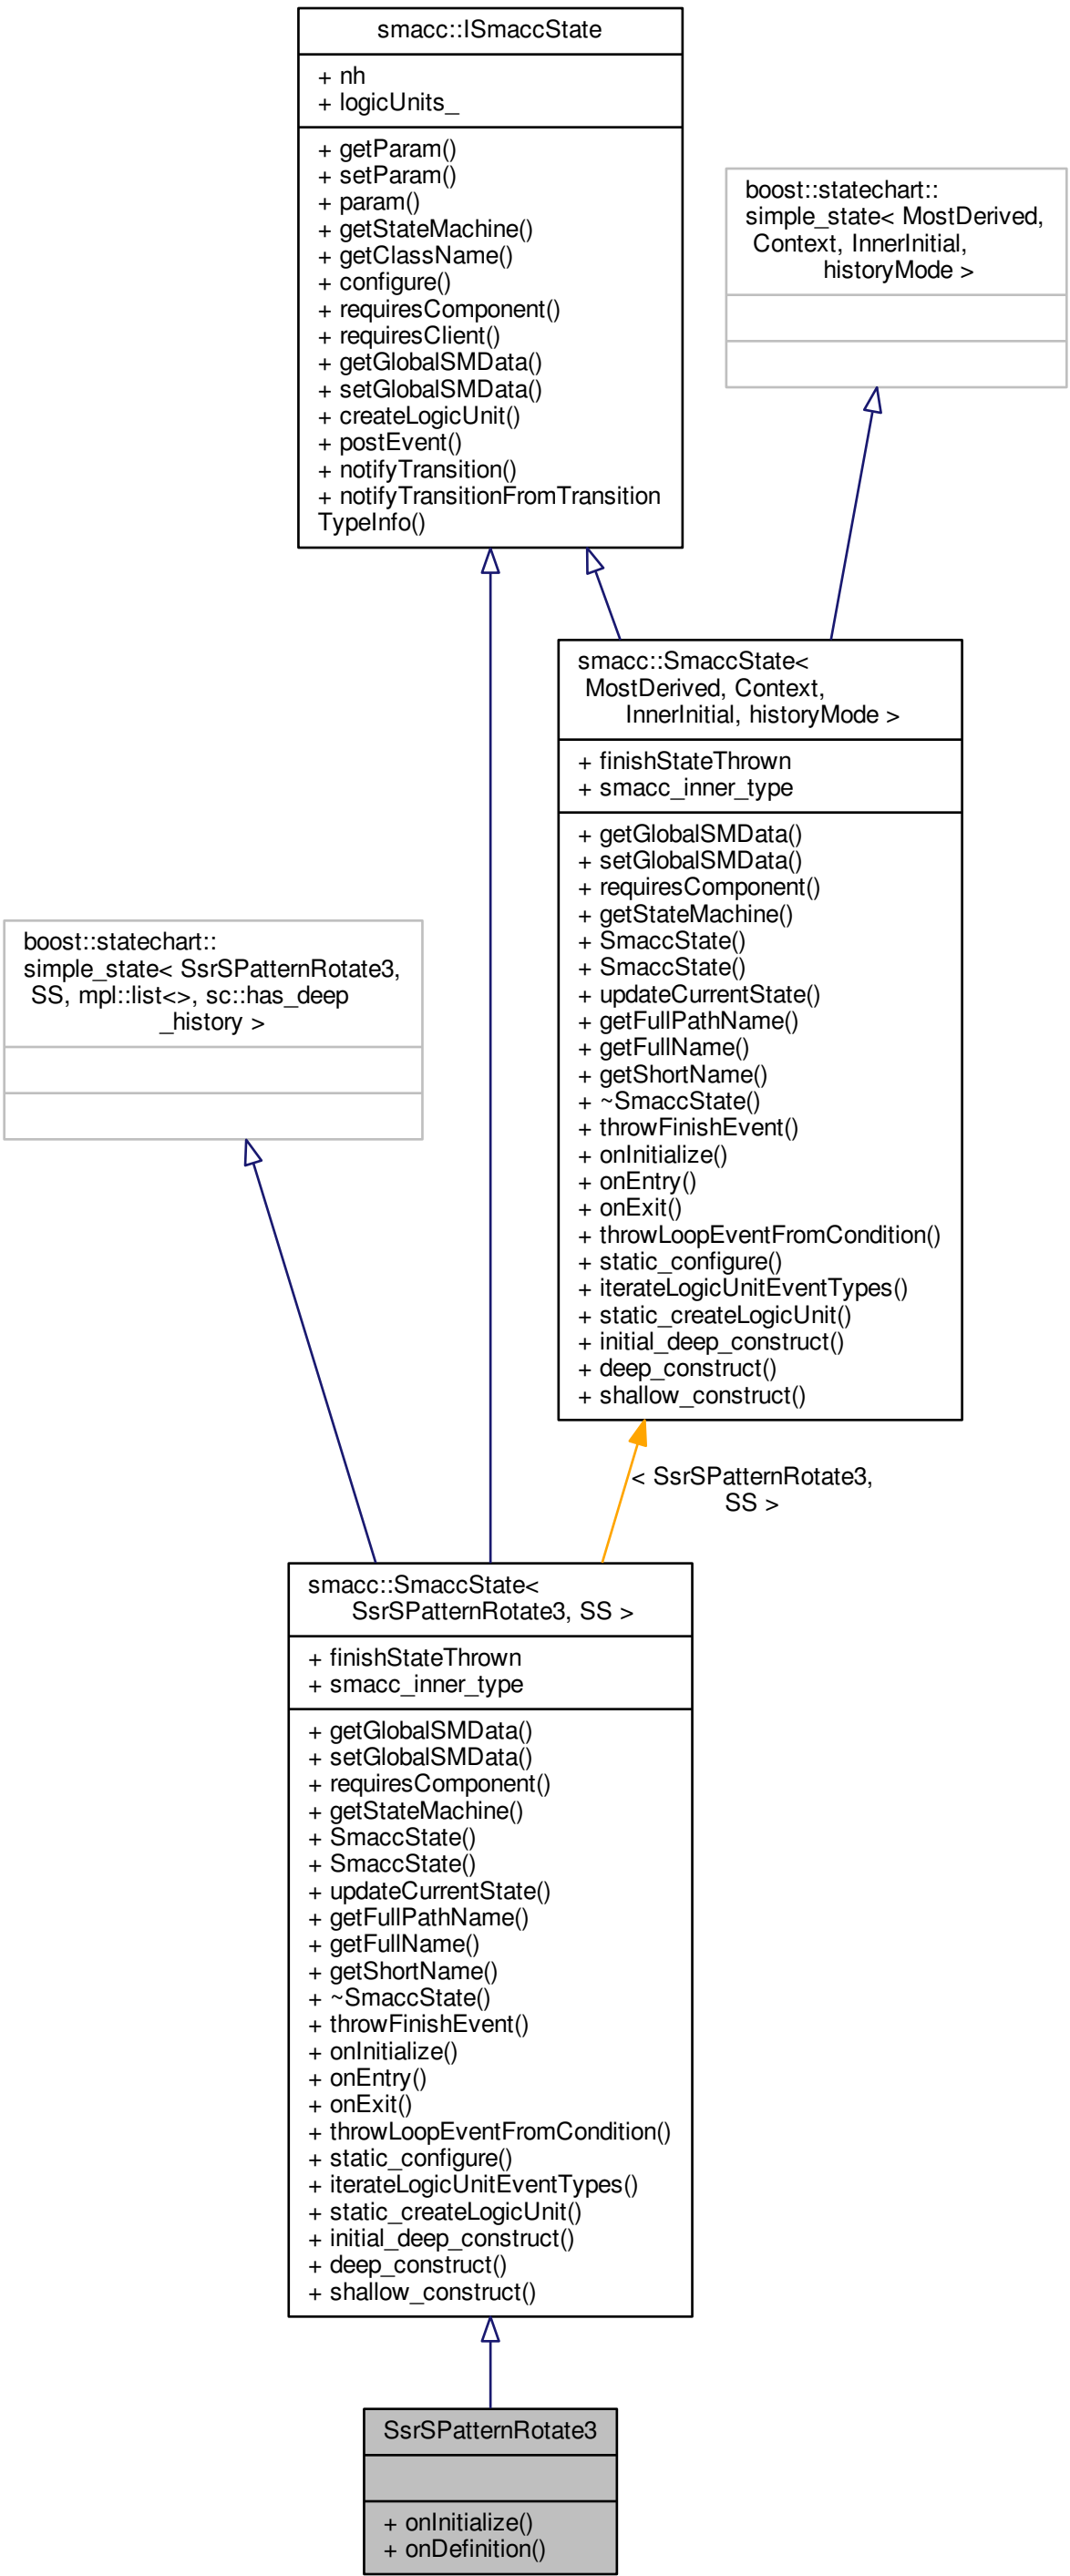 smacc::ISmaccState
+ nh
+ logicUnits_
+ getParam()
+ setParam()
+ param()
+ getStateMachine()
+ getClassName()
+ configure()
+ requiresComponent()
+ requiresClient()
+ getGlobalSMData()
+ setGlobalSMData()
+ createLogicUnit()
+ postEvent()
+ notifyTransition()
+ notifyTransitionFromTransition
TypeInfo()
boost::statechart::
simple_state< MostDerived,
Context, InnerInitial,
historyMode >
smacc::SmaccState<
MostDerived, Context,
InnerInitial, historyMode >
+ finishStateThrown
+ smacc_inner_type
+ getGlobalSMData()
+ setGlobalSMData()
+ requiresComponent()
+ getStateMachine()
+ SmaccState()
+ SmaccState()
+ updateCurrentState()
+ getFullPathName()
+ getFullName()
+ getShortName()
+ ~SmaccState()
+ throwFinishEvent()
+ onInitialize()
+ onEntry()
+ onExit()
+ throwLoopEventFromCondition()
+ static_configure()
+ iterateLogicUnitEventTypes()
+ static_createLogicUnit()
+ initial_deep_construct()
+ deep_construct()
+ shallow_construct()
boost::statechart::
simple_state< SsrSPatternRotate3,
SS, mpl::list<>, sc::has_deep
_history >
< SsrSPatternRotate3,
SS >
smacc::SmaccState<
SsrSPatternRotate3, SS >
+ finishStateThrown
+ smacc_inner_type
+ getGlobalSMData()
+ setGlobalSMData()
+ requiresComponent()
+ getStateMachine()
+ SmaccState()
+ SmaccState()
+ updateCurrentState()
+ getFullPathName()
+ getFullName()
+ getShortName()
+ ~SmaccState()
+ throwFinishEvent()
+ onInitialize()
+ onEntry()
+ onExit()
+ throwLoopEventFromCondition()
+ static_configure()
+ iterateLogicUnitEventTypes()
+ static_createLogicUnit()
+ initial_deep_construct()
+ deep_construct()
+ shallow_construct()
SsrSPatternRotate3
+ onInitialize()
+ onDefinition()